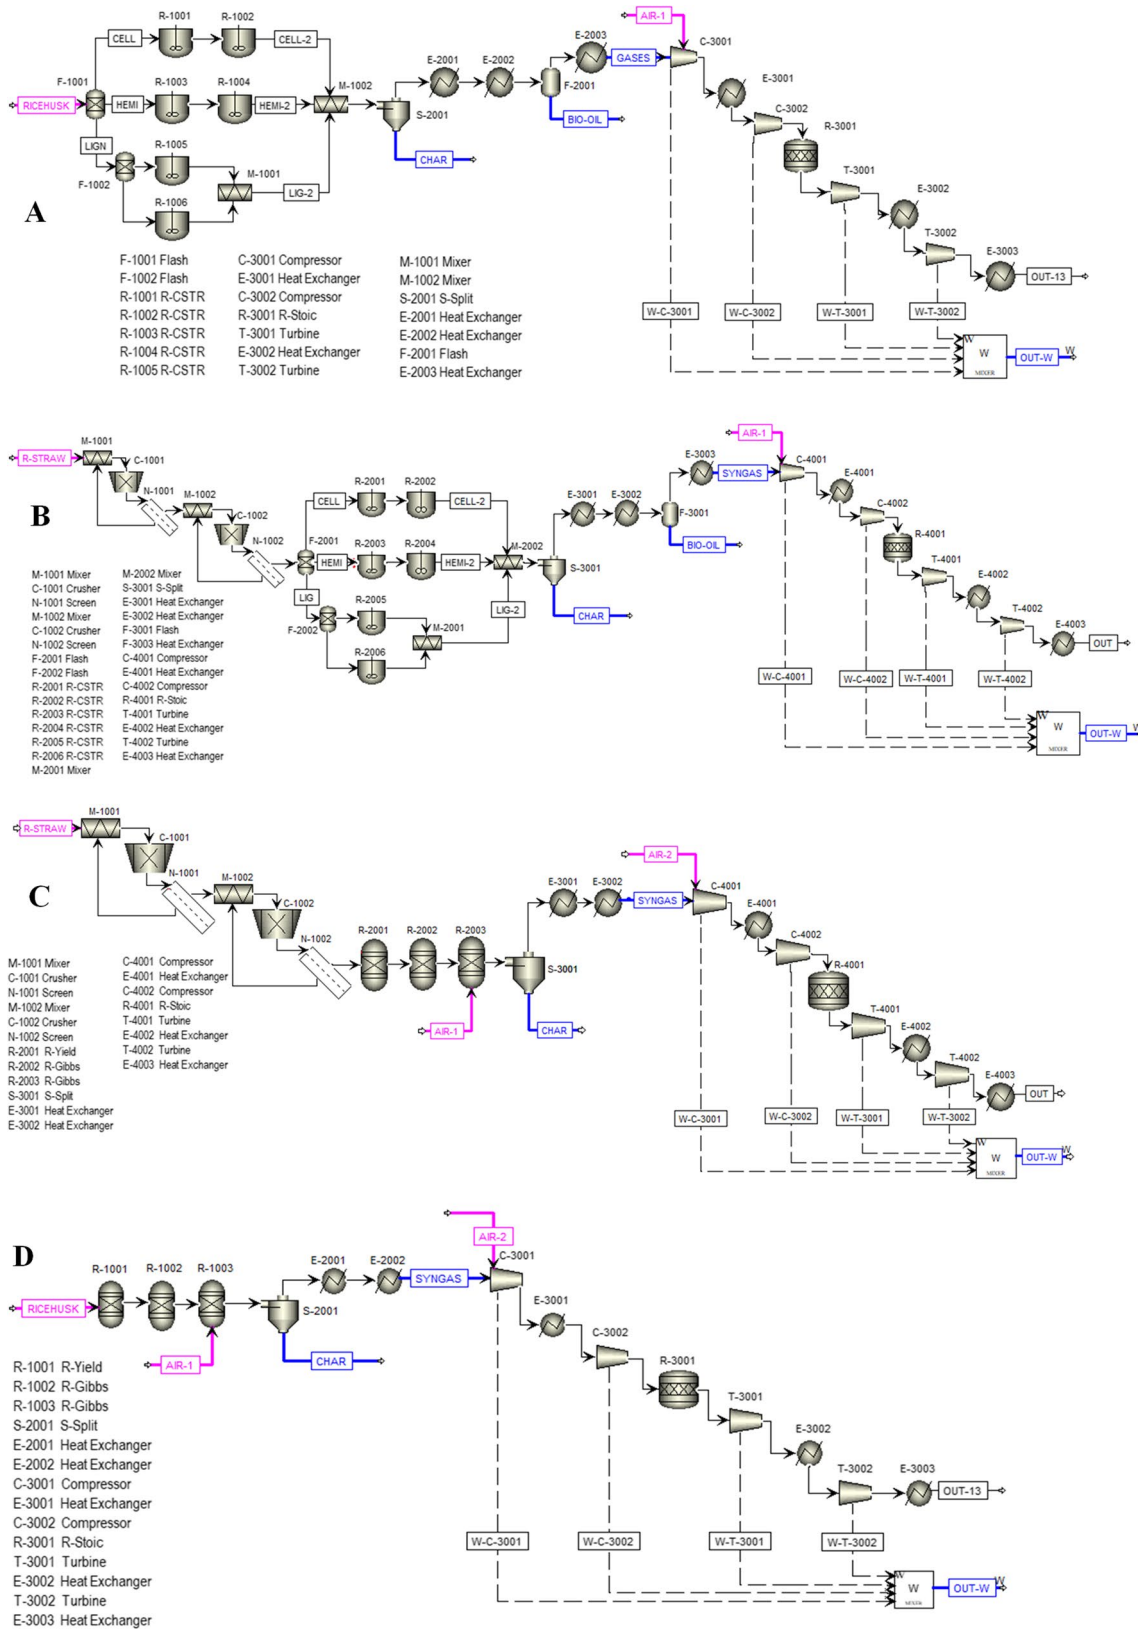 R-1001
R-1002
CELL
CELL-2
F-1001
R-1003
R-1004
M-1002
RICEHUSK
HEMI
HEMI-2
LIGN
R-1005
F-1002
M-1001
LIG-2
R-1006
E-2001
E-2002
E-2003
S-2001
F-2001
GASES
BIO-OIL
CHAR
AIR-1
C-3001
E-3001
C-3002
R-3001
T-3001
E-3002
T-3002
E-3003
OUT-13
W-C-3001
W-C-3002
W-T-3001
W-T-3002
W
W
MIXER
OUT-W
W
A
F-1001 Flash
F-1002 Flash
R-1001 R-CSTR
R-1002 R-CSTR
R-1003 R-CSTR
R-1004 R-CSTR
R-1005 R-CSTR
C-3001 Compressor
E-3001 Heat Exchanger
C-3002 Compressor
R-3001 R-Stoic
T-3001 Turbine
E-3002 Heat Exchanger
T-3002 Turbine
M-1001 Mixer
M-1002 Mixer
S-2001 S-Split
E-2001 Heat Exchanger
E-2002 Heat Exchanger
F-2001 Flash
E-2003 Heat Exchanger
B
R-STRAW
M-1001
C-1001
N-1001
M-1002
C-1002
N-1002
F-2001
CELL
R-2001
R-2002
CELL-2
HEMI
R-2003
R-2004
HEMI-2
M-2002
LIG
F-2002
R-2005
M-2001
LIG-2
R-2006
S-3001
CHAR
E-3001
E-3002
F-3001
BIO-OIL
E-3003
SYNGAS
AIR-1
C-4001
E-4001
C-4002
R-4001
T-4001
E-4002
T-4002
E-4003
OUT
W-C-4001
W-C-4002
W-T-4001
W-T-4002
W
W
MIXER
OUT-W
W
M-1001 Mixer
C-1001 Crusher
N-1001 Screen
M-1002 Mixer
C-1002 Crusher
N-1002 Screen
F-2001 Flash
F-2002 Flash
R-2001 R-CSTR
R-2002 R-CSTR
R-2003 R-CSTR
R-2004 R-CSTR
R-2005 R-CSTR
R-2006 R-CSTR
M-2001 Mixer
M-2002 Mixer
S-3001 S-Split
E-3001 Heat Exchanger
E-3002 Heat Exchanger
F-3001 Flash
F-3003 Heat Exchanger
C-4001 Compressor
E-4001 Heat Exchanger
C-4002 Compressor
R-4001 R-Stoic
T-4001 Turbine
E-4002 Heat Exchanger
T-4002 Turbine
E-4003 Heat Exchanger
C
R-STRAW
M-1001
C-1001
N-1001
M-1002
C-1002
N-1002
R-2001
R-2002
R-2003
AIR-1
S-3001
CHAR
E-3001
E-3002
SYNGAS
AIR-2
C-4001
E-4001
C-4002
R-4001
T-4001
E-4002
T-4002
E-4003
OUT
W-C-3001
W-C-3002
W-T-3001
W-T-3002
W
W
MIXER
OUT-W
W
M-1001 Mixer
C-1001 Crusher
N-1001 Screen
M-1002 Mixer
C-1002 Crusher
N-1002 Screen
R-2001 R-Yield
R-2002 R-Gibbs
R-2003 R-Gibbs
S-3001 S-Split
E-3001 Heat Exchanger
E-3002 Heat Exchanger
C-4001 Compressor
E-4001 Heat Exchanger
C-4002 Compressor
R-4001 R-Stoic
T-4001 Turbine
E-4002 Heat Exchanger
T-4002 Turbine
E-4003 Heat Exchanger
D
RICEHUSK
R-1001
R-1002
R-1003
AIR-1
S-2001
CHAR
E-2001
E-2002
SYNGAS
AIR-2
C-3001
E-3001
C-3002
R-3001
T-3001
E-3002
T-3002
E-3003
OUT-13
W-C-3001
W-C-3002
W-T-3001
W-T-3002
W
W
MIXER
OUT-W
W
R-1001 R-Yield
R-1002 R-Gibbs
R-1003 R-Gibbs
S-2001 S-Split
E-2001 Heat Exchanger
E-2002 Heat Exchanger
C-3001 Compressor
E-3001 Heat Exchanger
C-3002 Compressor
R-3001 R-Stoic
T-3001 Turbine
E-3002 Heat Exchanger
T-3002 Turbine
E-3003 Heat Exchanger